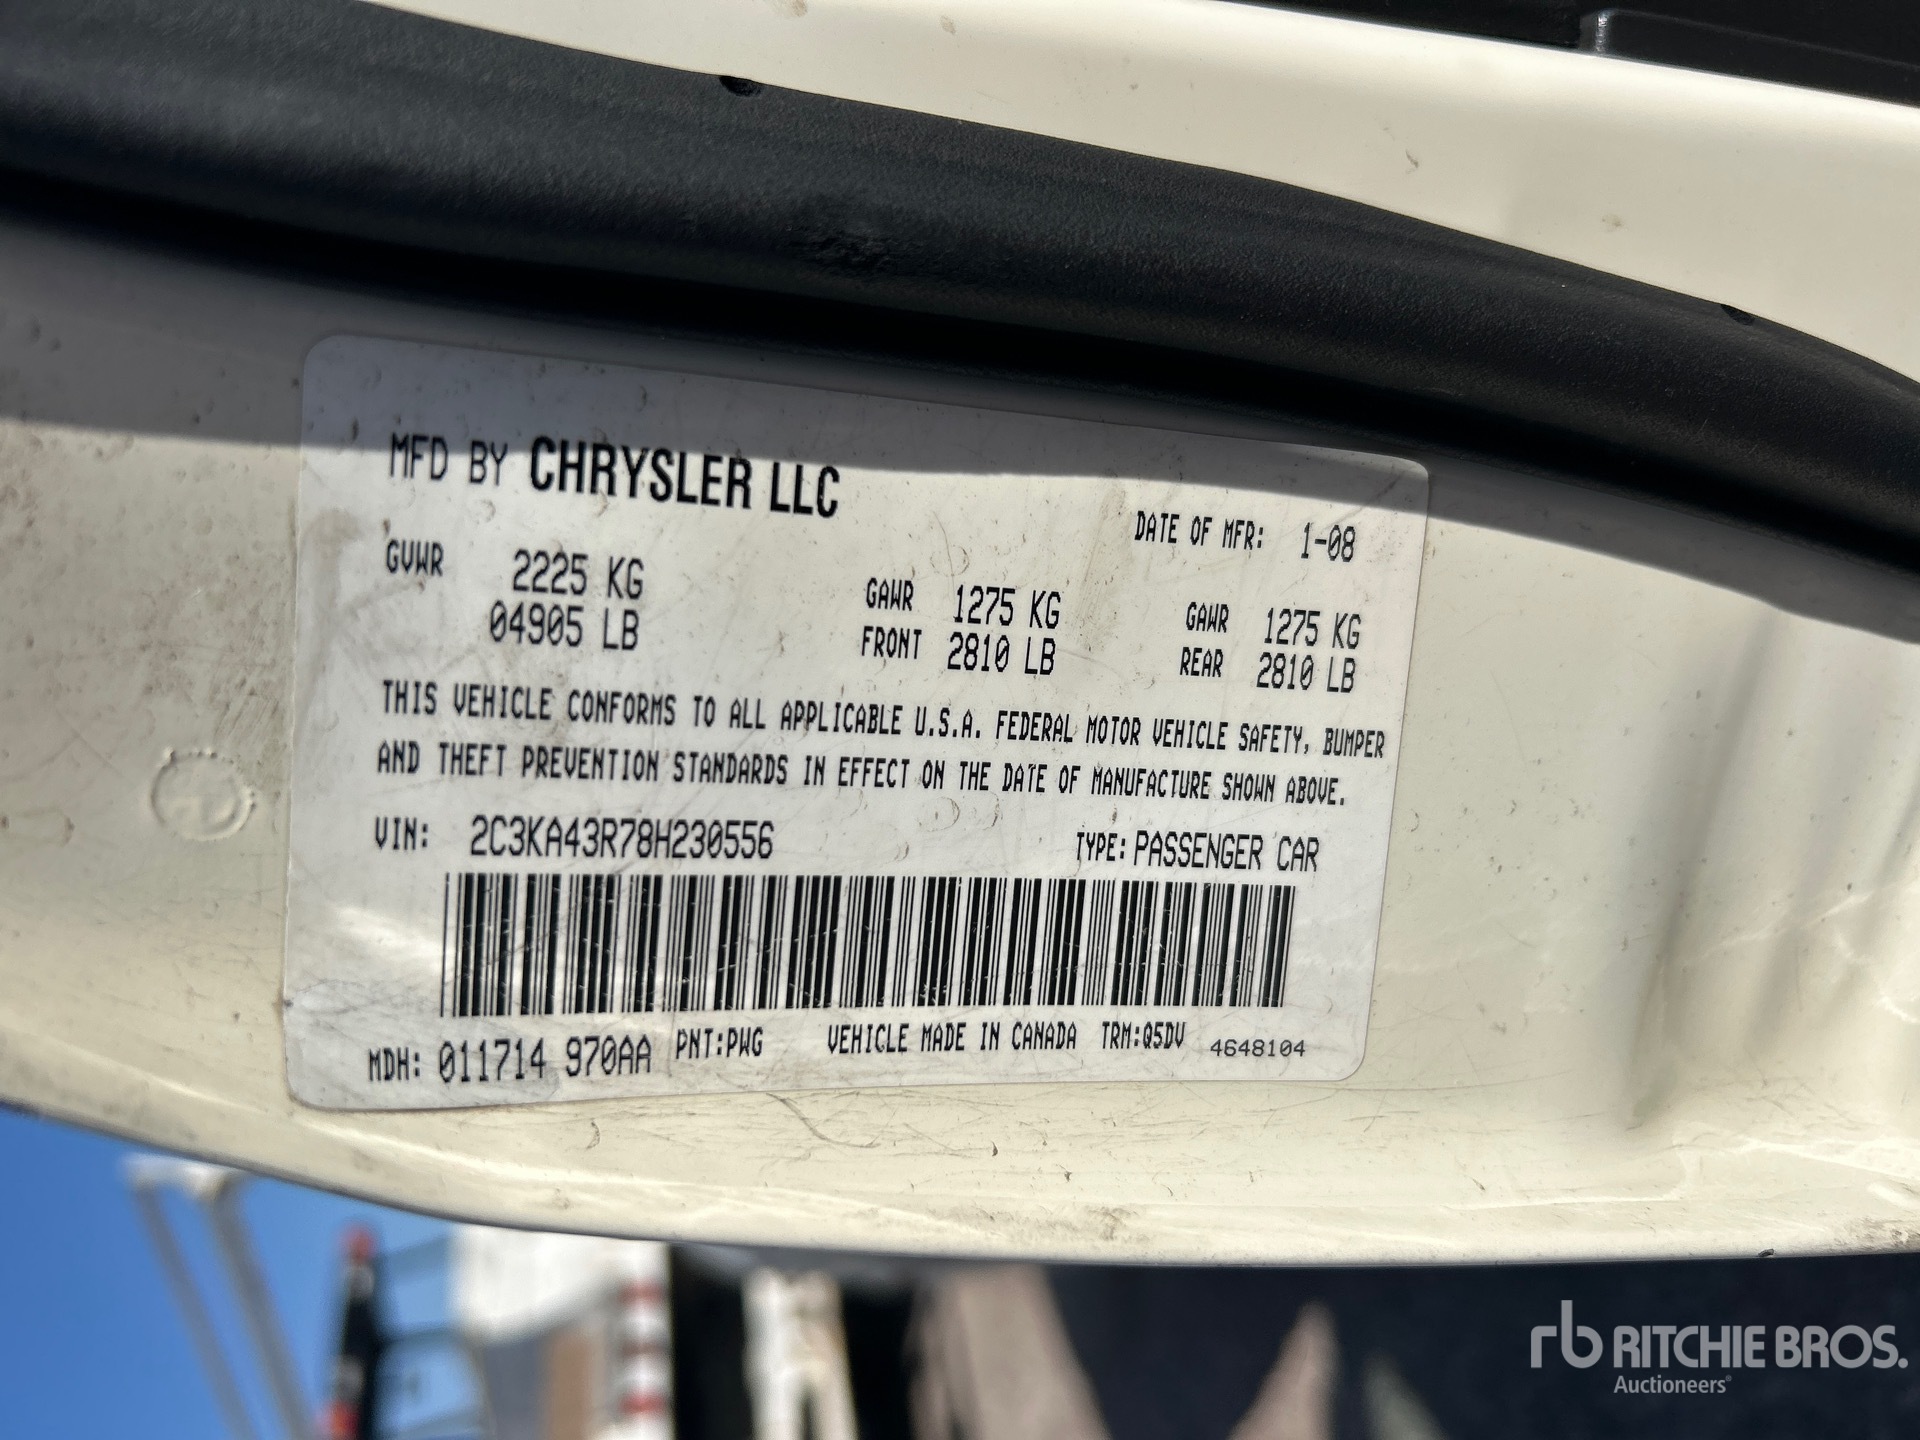 MFD BY CHRYSLER LLC
DATE OF MFR: 1-08
GVWR 2225 KG GAWR 1275 KG GAWR 1275 KG
04905 LB FRONT 2810 LB REAR 2810 LB
THIS VEHICLE CONFORMS TO ALL APPLICABLE U.S.A. FEDERAL MOTOR VEHICLE SAFETY, BUMPER
AND THEFT PREVENTION STANDARDS IN EFFECT ON THE DATE OF MANUFACTURE SHOWN ABOVE.
VIN: 2C3KA43R78H230556 TYPE: PASSENGER CAR
MDH: 011714 970AA PNT:PWG VEHICLE MADE IN CANADA TRM:Q5DV 4648104
rb RITCHIE BROS.
Auctioneers